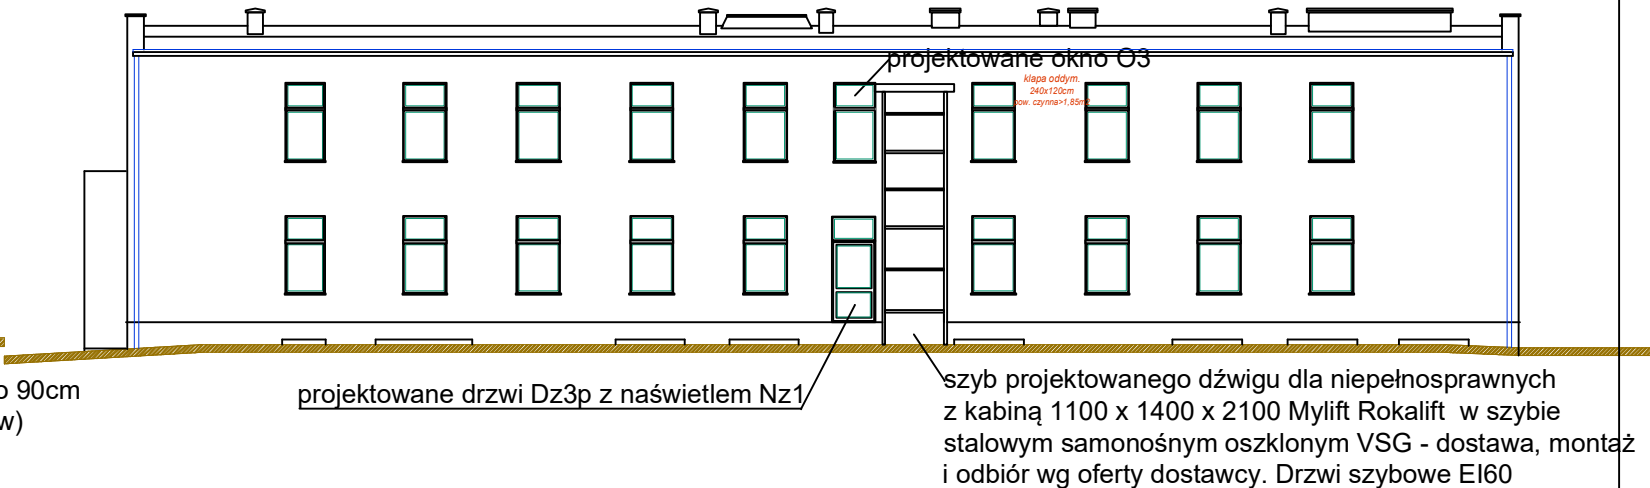 projektowane okno O3
klapa oddym.
240x120cm
pow. czynna>1,85m2
o 90cm
w)
projektowane drzwi Dz3p z naświetlem Nz1
szyb projektowanego dźwigu dla niepełnosprawnych
z kabiną 1100 x 1400 x 2100 Mylift Rokalift w szybie
stalowym samonośnym oszklonym VSG - dostawa, montaż
i odbiór wg oferty dostawcy. Drzwi szybowe EI60